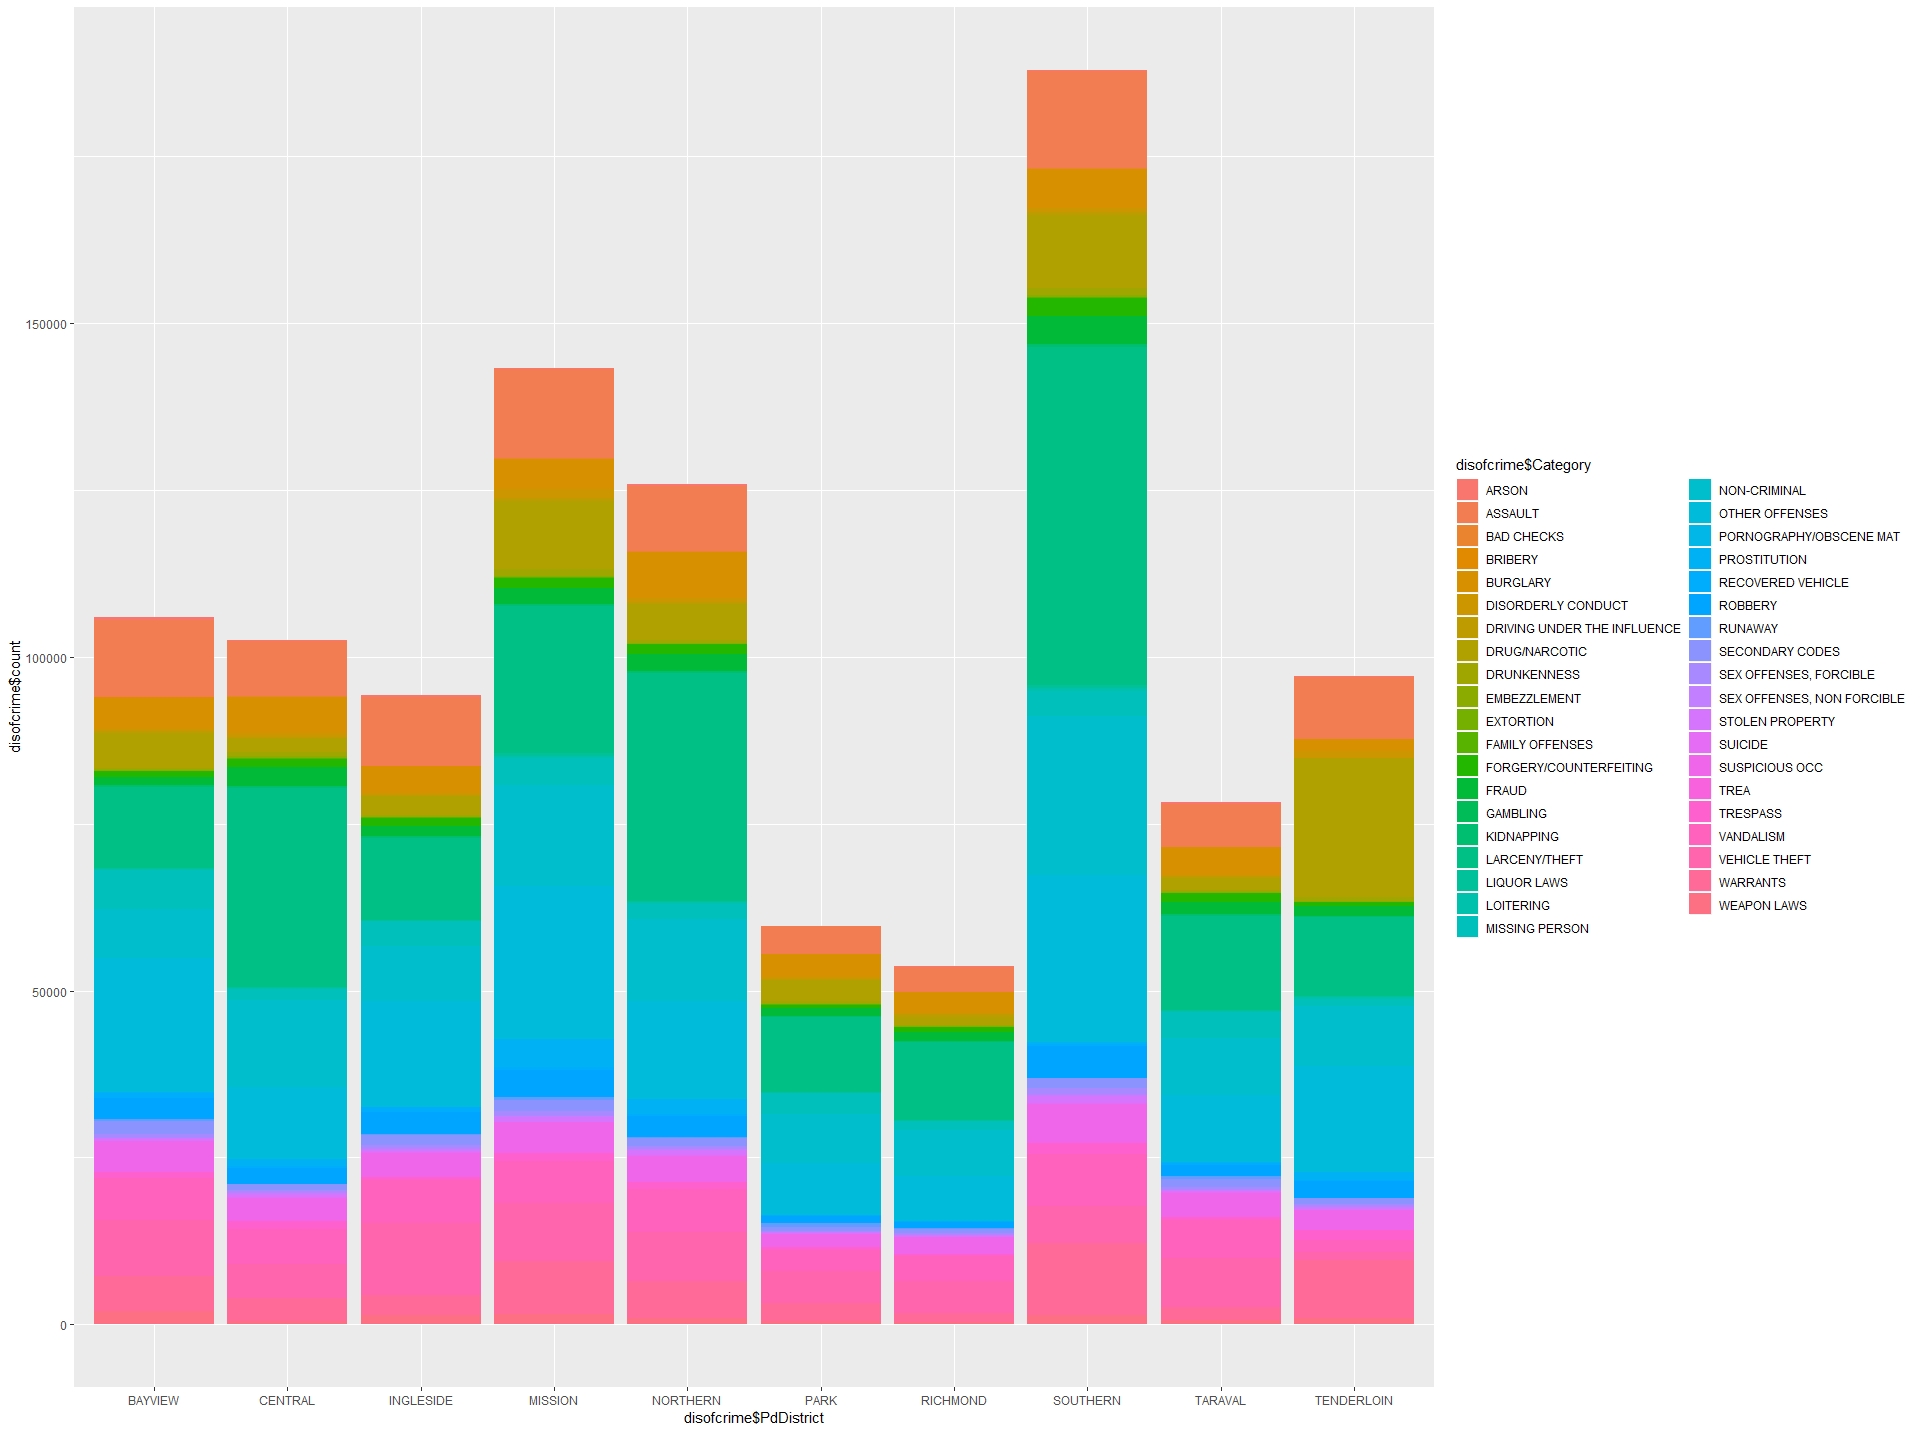 disofcrime$count
150000
100000
50000
0
BAYVIEW
CENTRAL
INGLESIDE
MISSION
NORTHERN
PARK
RICHMOND
SOUTHERN
TARAVAL
TENDERLOIN
disofcrime$PdDistrict
disofcrime$Category
ARSON
ASSAULT
BAD CHECKS
BRIBERY
BURGLARY
DISORDERLY CONDUCT
DRIVING UNDER THE INFLUENCE
DRUG/NARCOTIC
DRUNKENNESS
EMBEZZLEMENT
EXTORTION
FAMILY OFFENSES
FORGERY/COUNTERFEITING
FRAUD
GAMBLING
KIDNAPPING
LARCENY/THEFT
LIQUOR LAWS
LOITERING
MISSING PERSON
NON-CRIMINAL
OTHER OFFENSES
PORNOGRAPHY/OBSCENE MAT
PROSTITUTION
RECOVERED VEHICLE
ROBBERY
RUNAWAY
SECONDARY CODES
SEX OFFENSES, FORCIBLE
SEX OFFENSES, NON FORCIBLE
STOLEN PROPERTY
SUICIDE
SUSPICIOUS OCC
TREA
TRESPASS
VANDALISM
VEHICLE THEFT
WARRANTS
WEAPON LAWS